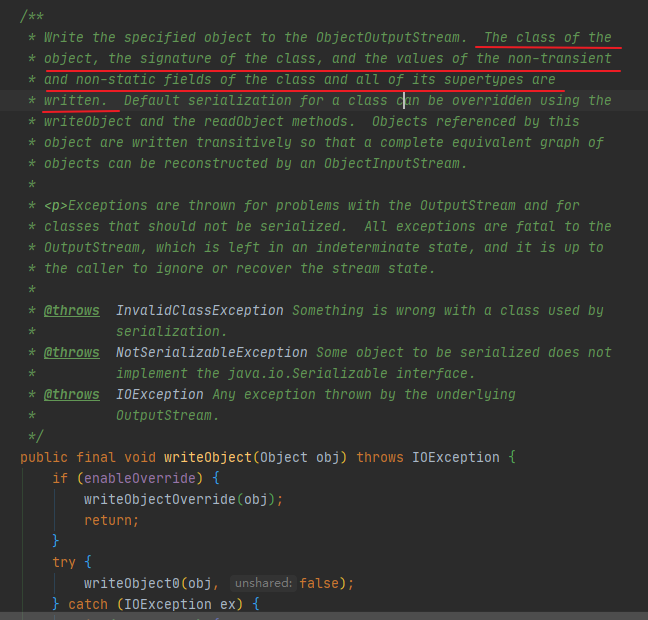 /**
* Write the specified object to the ObjectOutputStream.  The class of the
* object, the signature of the class, and the values of the non-transient
* and non-static fields of the class and all of its supertypes are
* written.  Default serialization for a class can be overridden using the
* writeObject and the readObject methods.  Objects referenced by this
* object are written transitively so that a complete equivalent graph of
* objects can be reconstructed by an ObjectInputStream.
*
* <p>Exceptions are thrown for problems with the OutputStream and for
* classes that should not be serialized.  All exceptions are fatal to the
* OutputStream, which is left in an indeterminate state, and it is up to
* the caller to ignore or recover the stream state.
*
* @throws  InvalidClassException Something is wrong with a class used by
*          serialization.
* @throws  NotSerializableException Some object to be serialized does not
*          implement the java.io.Serializable interface.
* @throws  IOException Any exception thrown by the underlying
*          OutputStream.
*/
public final void writeObject(Object obj) throws IOException {
    if (enableOverride) {
        writeObjectOverride(obj);
        return;
    }
    try {
        writeObject0(obj, unshared: false);
    } catch (IOException ex) {